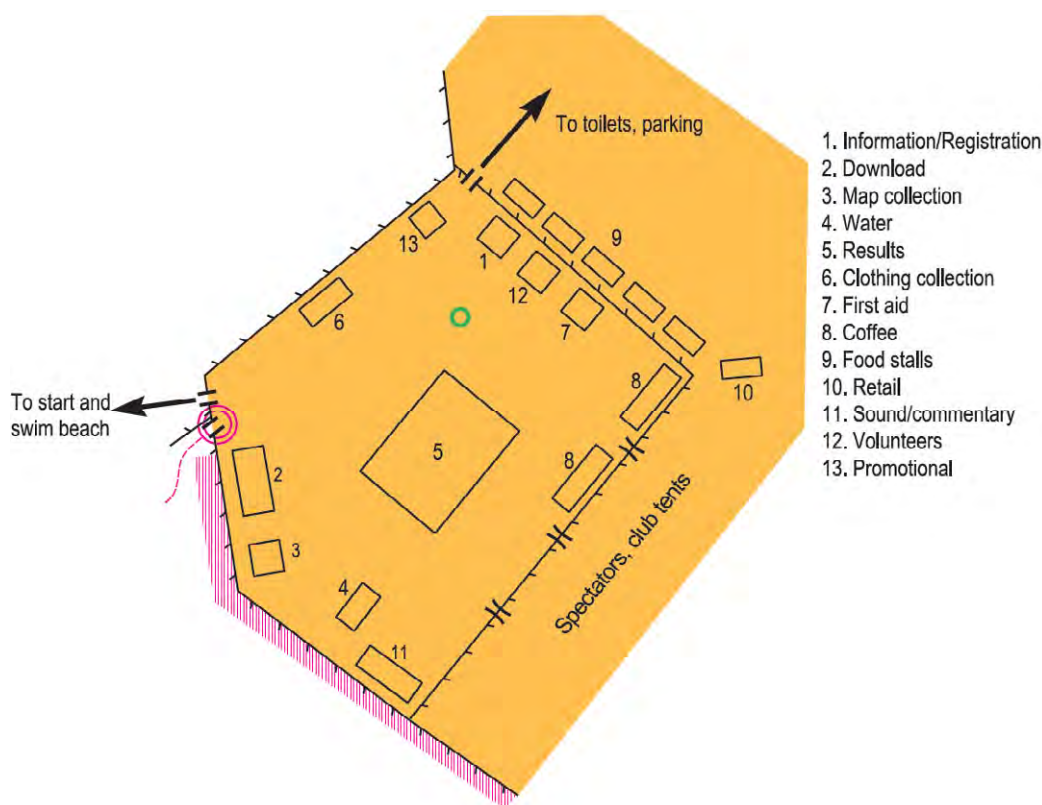 To toilets, parking
1. Information/Registration
2. Download
3. Map collection
4. Water
5. Results
6. Clothing collection
7. First aid
8. Coffee
9. Food stalls
10. Retail
11. Sound/commentary
12. Volunteers
13. Promotional
13
1
9
12
7
6
10
8
To start and
swim beach
5
8
2
3
4
11
Spectators, club tents